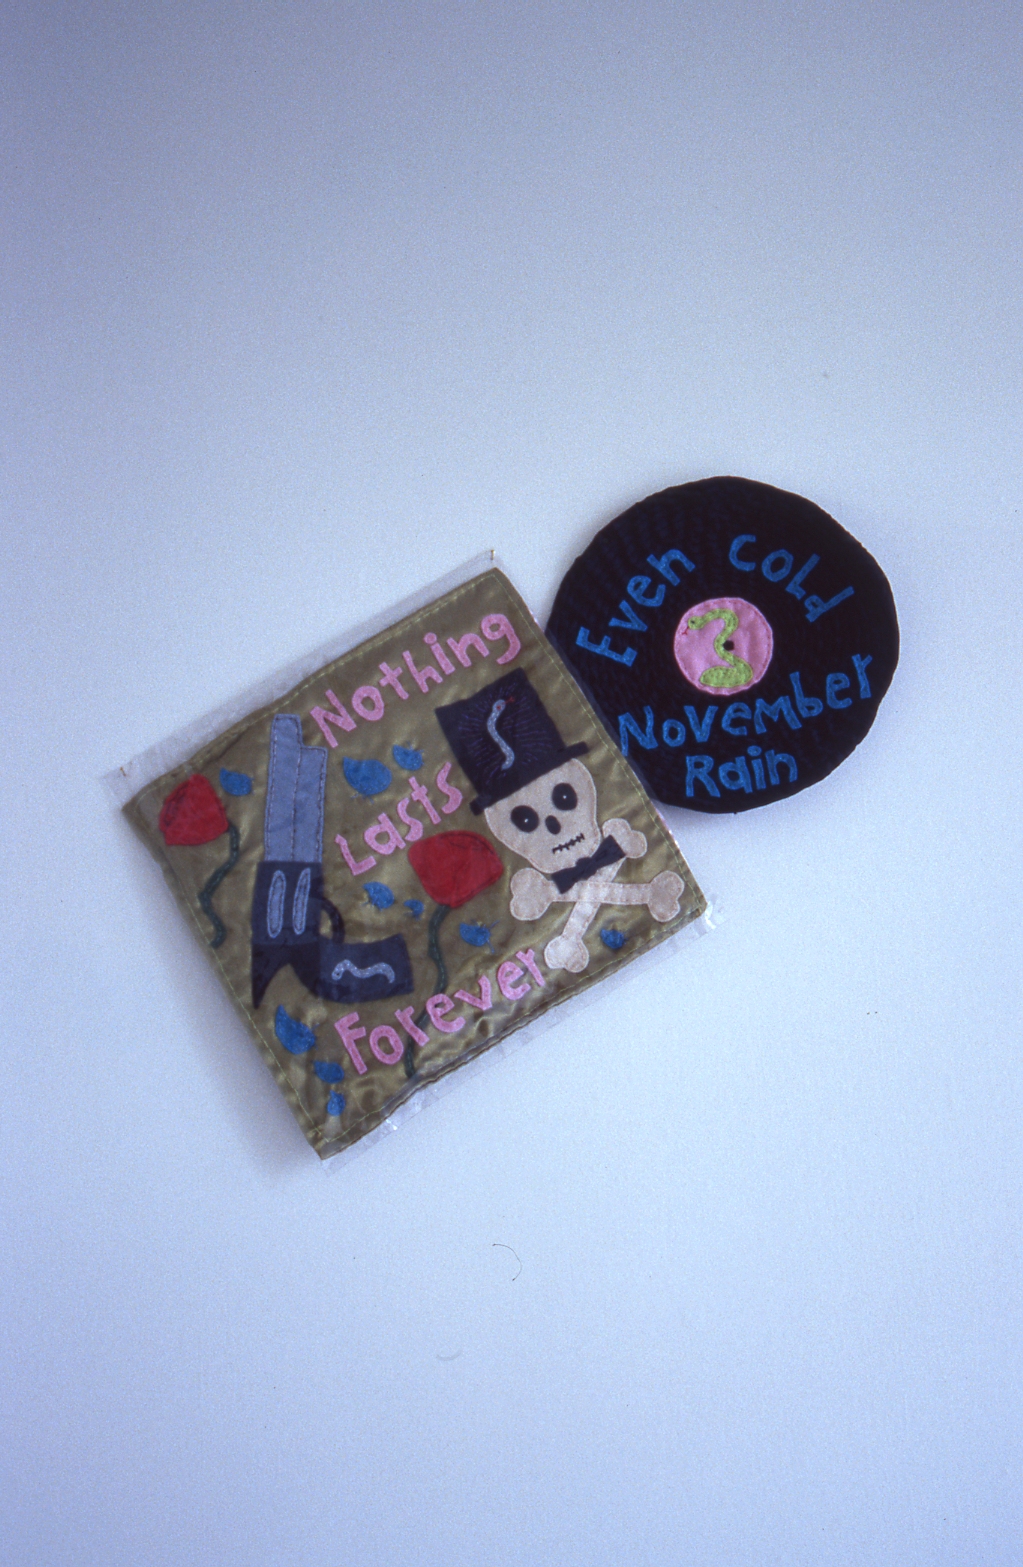 Nothing
Lasts
Forever
Even Cold
November
Rain